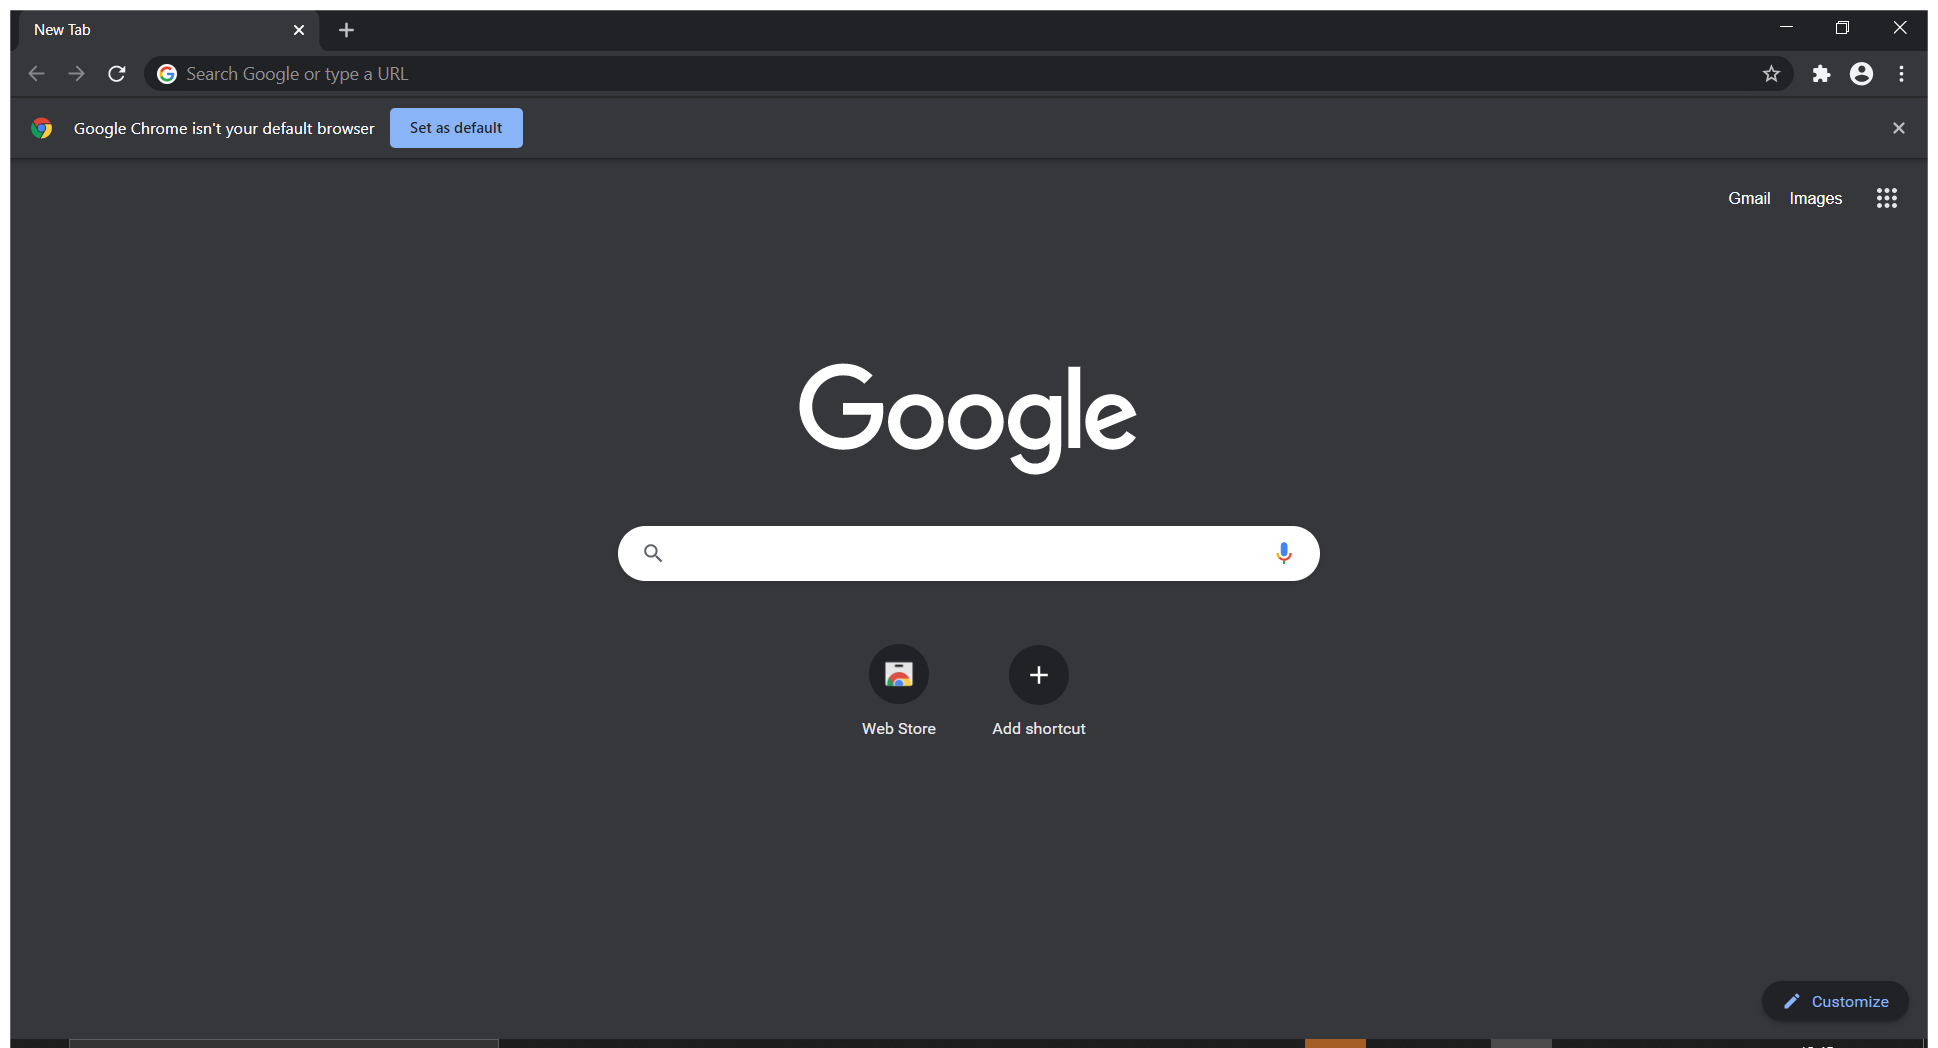 New Tab
Search Google or type a URL
Google Chrome isn't your default browser
Set as default
Gmail Images
Google
Web Store
Add shortcut
Customize